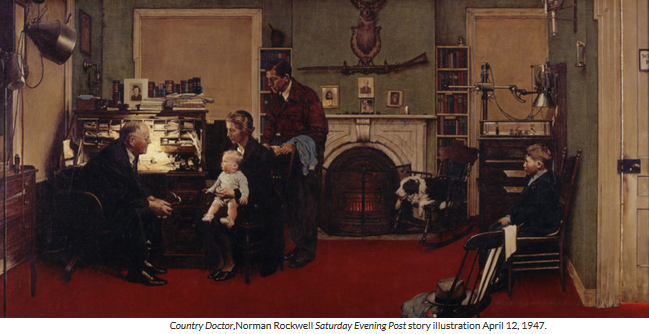 Country Doctor,Norman Rockwell Saturday Evening Post story illustration April 12, 1947.